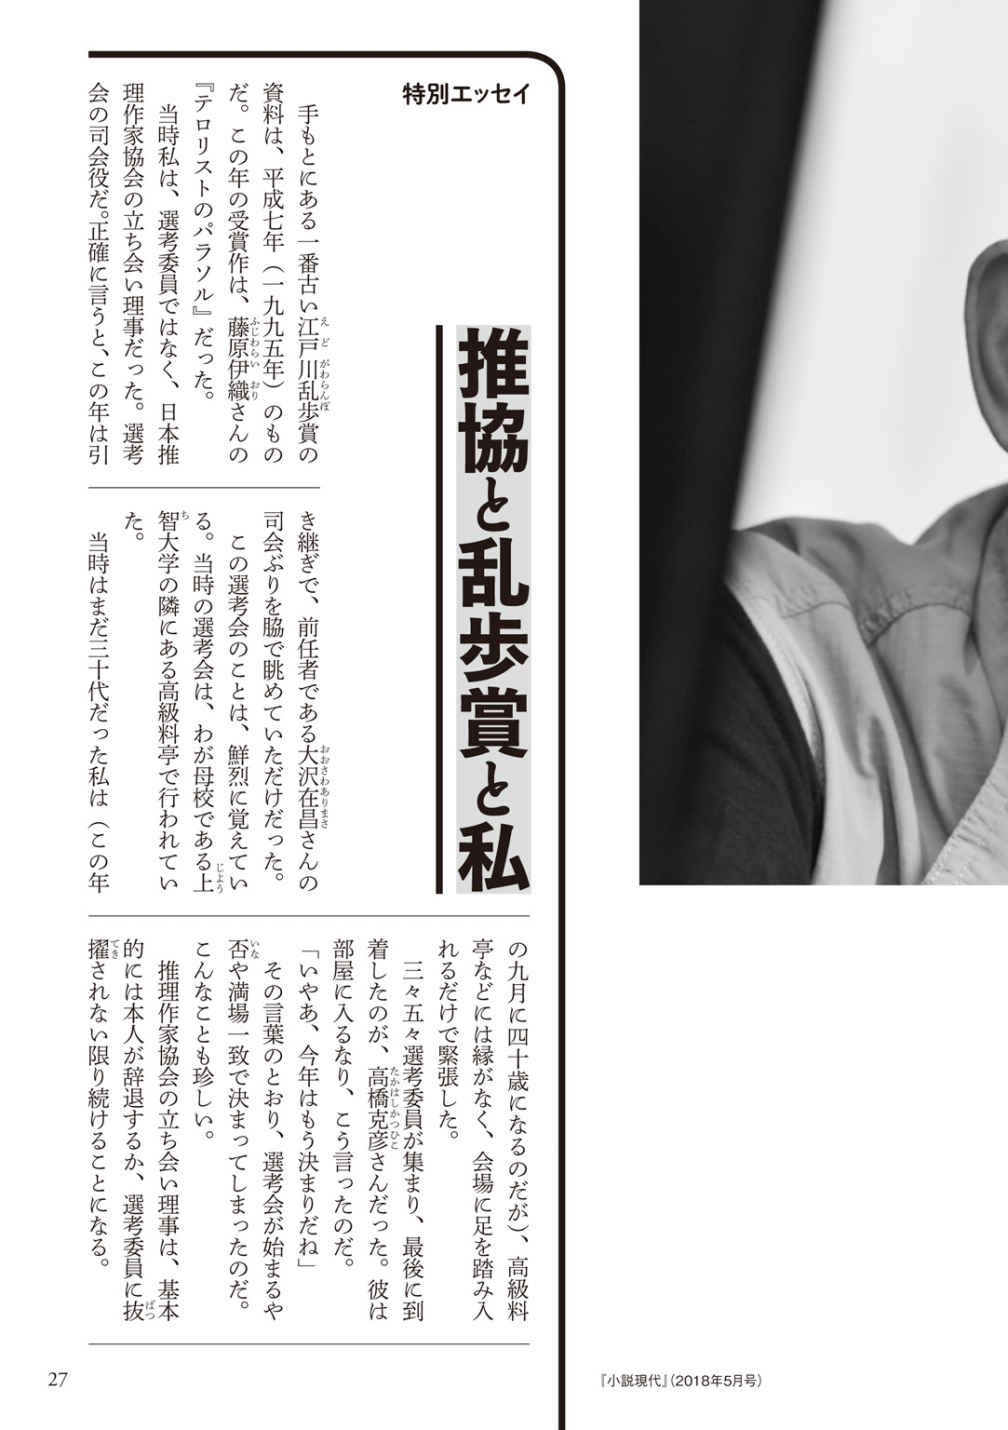 特別エッセイ
推協と乱歩賞と私
手もとにある一番古い江戸川乱歩賞の
資料は、平成七年（一九九五年）のもの
だ。この年の受賞作は、藤原伊織さんの
『テロリストのパラソル』だった。
当時私は、選考委員ではなく、日本推
理作家協会の立ち会い理事だった。選考
会の司会役だ。正確に言うと、この年は引
き継ぎで、前任者である大沢在昌さんの
司会ぶりを脇で眺めていただけだった。
この選考会のことは、鮮烈に覚えてい
る。当時の選考会は、わが母校である上
智大学の隣にある高級料亭で行われてい
た。
当時はまだ三十代だった私は（この年
の九月に四十歳になるのだが）、高級料
亭などには縁がなく、会場に足を踏み入
れるだけで緊張した。
三々五々選考委員が集まり、最後に到
着したのが、高橋克彦さんだった。彼は
部屋に入るなり、こう言ったのだ。
「いやあ、今年はもう決まりだね」
その言葉のとおり、選考会が始まるや
否や満場一致で決まってしまったのだ。
こんなことも珍しい。
推理作家協会の立ち会い理事は、基本
的には本人が辞退するか、選考委員に抜
擢されない限り続けることになる。
『小説現代』（2018年5月号）
27